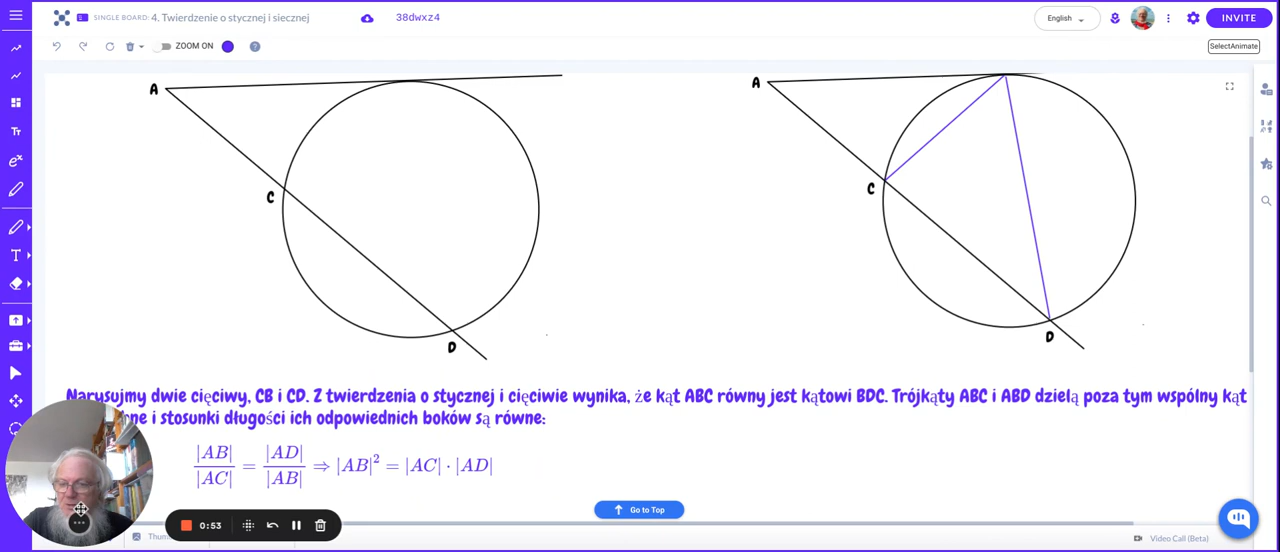 SINGLE BOARD: 4. Twierdzenie o stycznej i siecznej 38dwxz4 English INVITE
ZOOM ON SelectAnimate
A A
C C
D D
Narysujmy dwie cięciwy, CB i CD. Z twierdzenia o stycznej i cięciwie wynika, że kąt ABC równy jest kątowi BDC. Trójkąty ABC i ABD dzielą poza tym wspólny kąt
ne i stosunki długości ich odpowiednich boków są równe:
|AB|/|AC| = |AD|/|AB| ⇒ |AB|² = |AC| · |AD|
Go to Top
0:53
Thum Video Call (Beta)